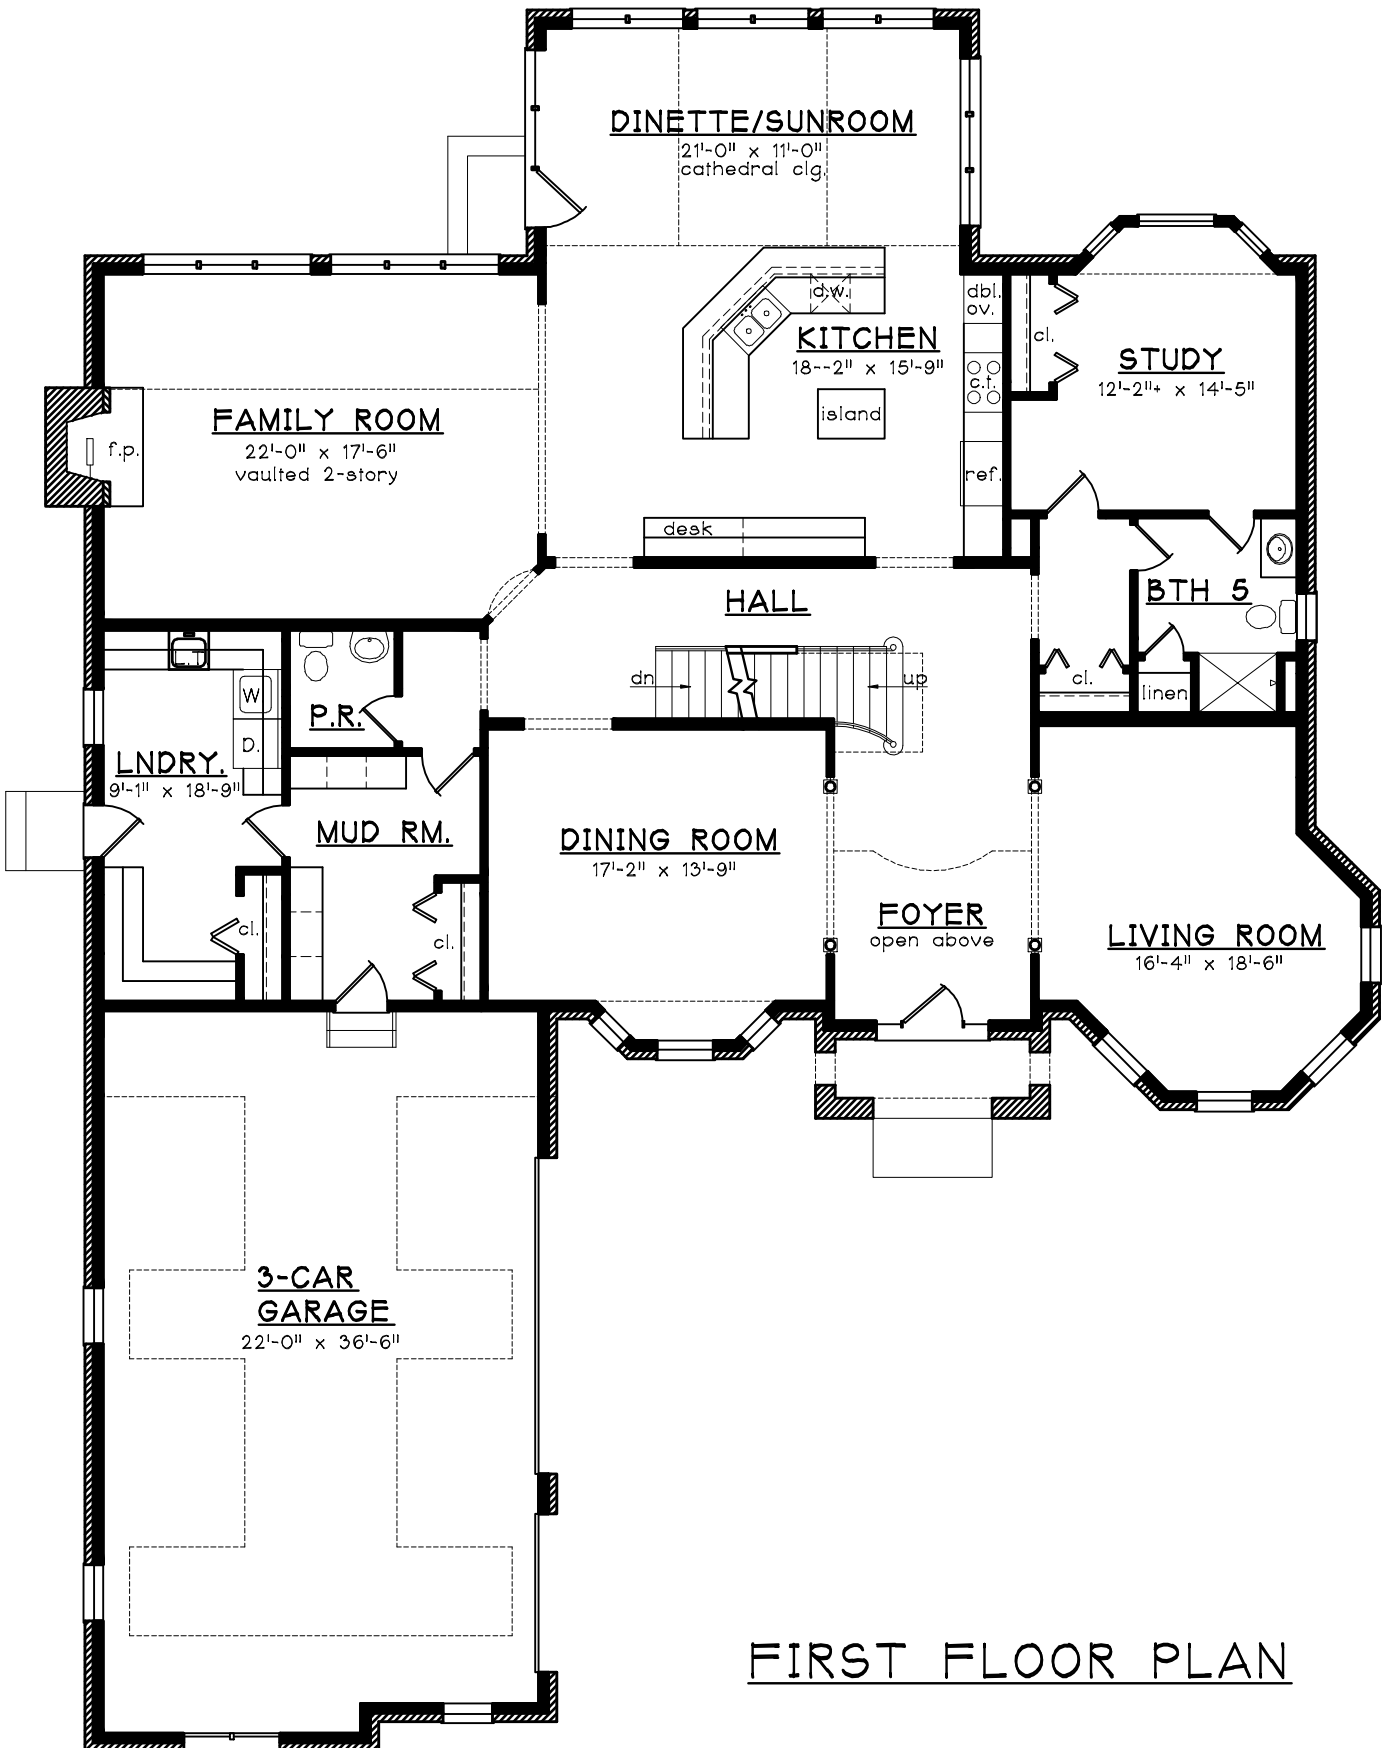 DINETTE/SUNROOM
21'-0" x 11'-0"
cathedral clg.
d.w.
dbl.
ov.
KITCHEN
18--2" x 15'-9"
cl.
STUDY
12'-2"+ x 14'-5"
c.t.
island
FAMILY ROOM
22'-0" x 17'-6"
vaulted 2-story
f.p.
ref.
desk
HALL
BTH 5
dn
up
cl.
linen
W
D.
P.R.
LNDRY.
9'-1" x 18'-9"
MUD RM.
DINING ROOM
17'-2" x 13'-9"
FOYER
open above
cl.
cl.
LIVING ROOM
16'-4" x 18'-6"
3-CAR
GARAGE
22'-0" x 36'-6"
FIRST FLOOR PLAN